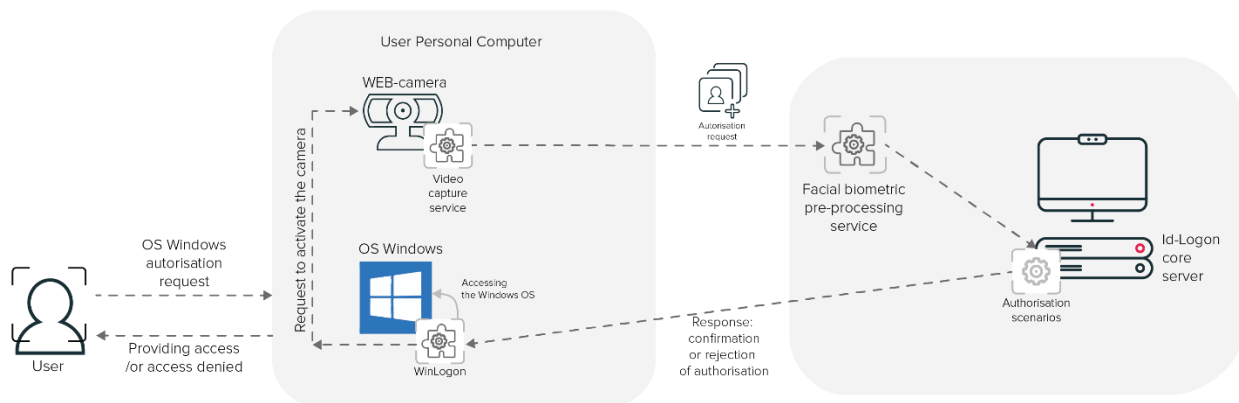 User Personal Computer
WEB-camera
Request to activate the camera
Video
capture
service
Autorisation
request
Facial biometric
pre-processing
service
Id-Logon
core
server
Authorisation
scenarios
OS Windows
autorisation
request
OS Windows
Accessing
the Windows OS
WinLogon
Response:
confirmation
or rejection
of authorisation
Providing access
/or access denied
User